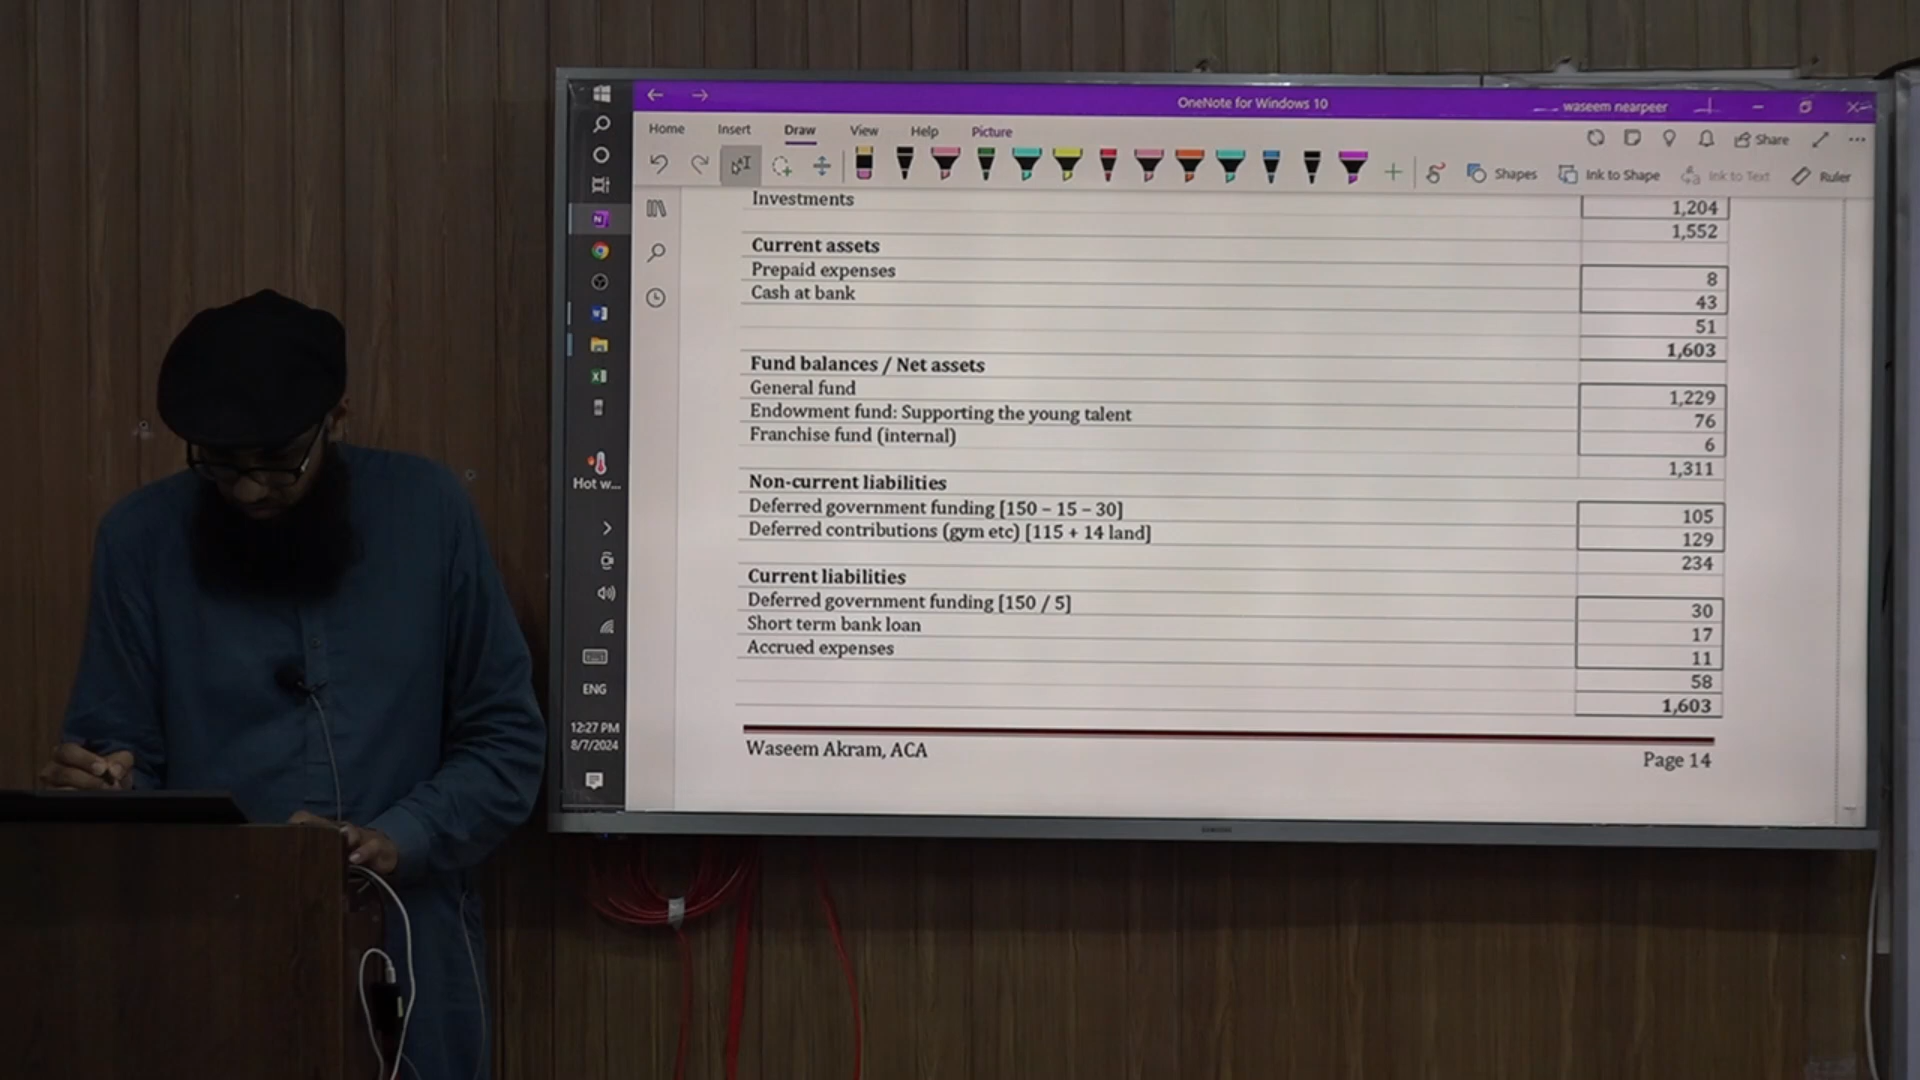 OneNote for Windows 10
waseem nearpeer
Home Insert Draw View Help Picture
Share
Shapes Ink to Shape Ink to Text Ruler
Investments 1,204
1,552
Current assets
Prepaid expenses 8
Cash at bank 43
51
1,603
Fund balances / Net assets
General fund 1,229
Endowment fund: Supporting the young talent 76
Franchise fund (internal) 6
1,311
Non-current liabilities
Deferred government funding [150 – 15 – 30] 105
Deferred contributions (gym etc) [115 + 14 land] 129
234
Current liabilities
Deferred government funding [150 / 5] 30
Short term bank loan 17
Accrued expenses 11
58
1,603
Waseem Akram, ACA Page 14
Hot w...
ENG
12:27 PM
8/7/2024
SAMSUNG